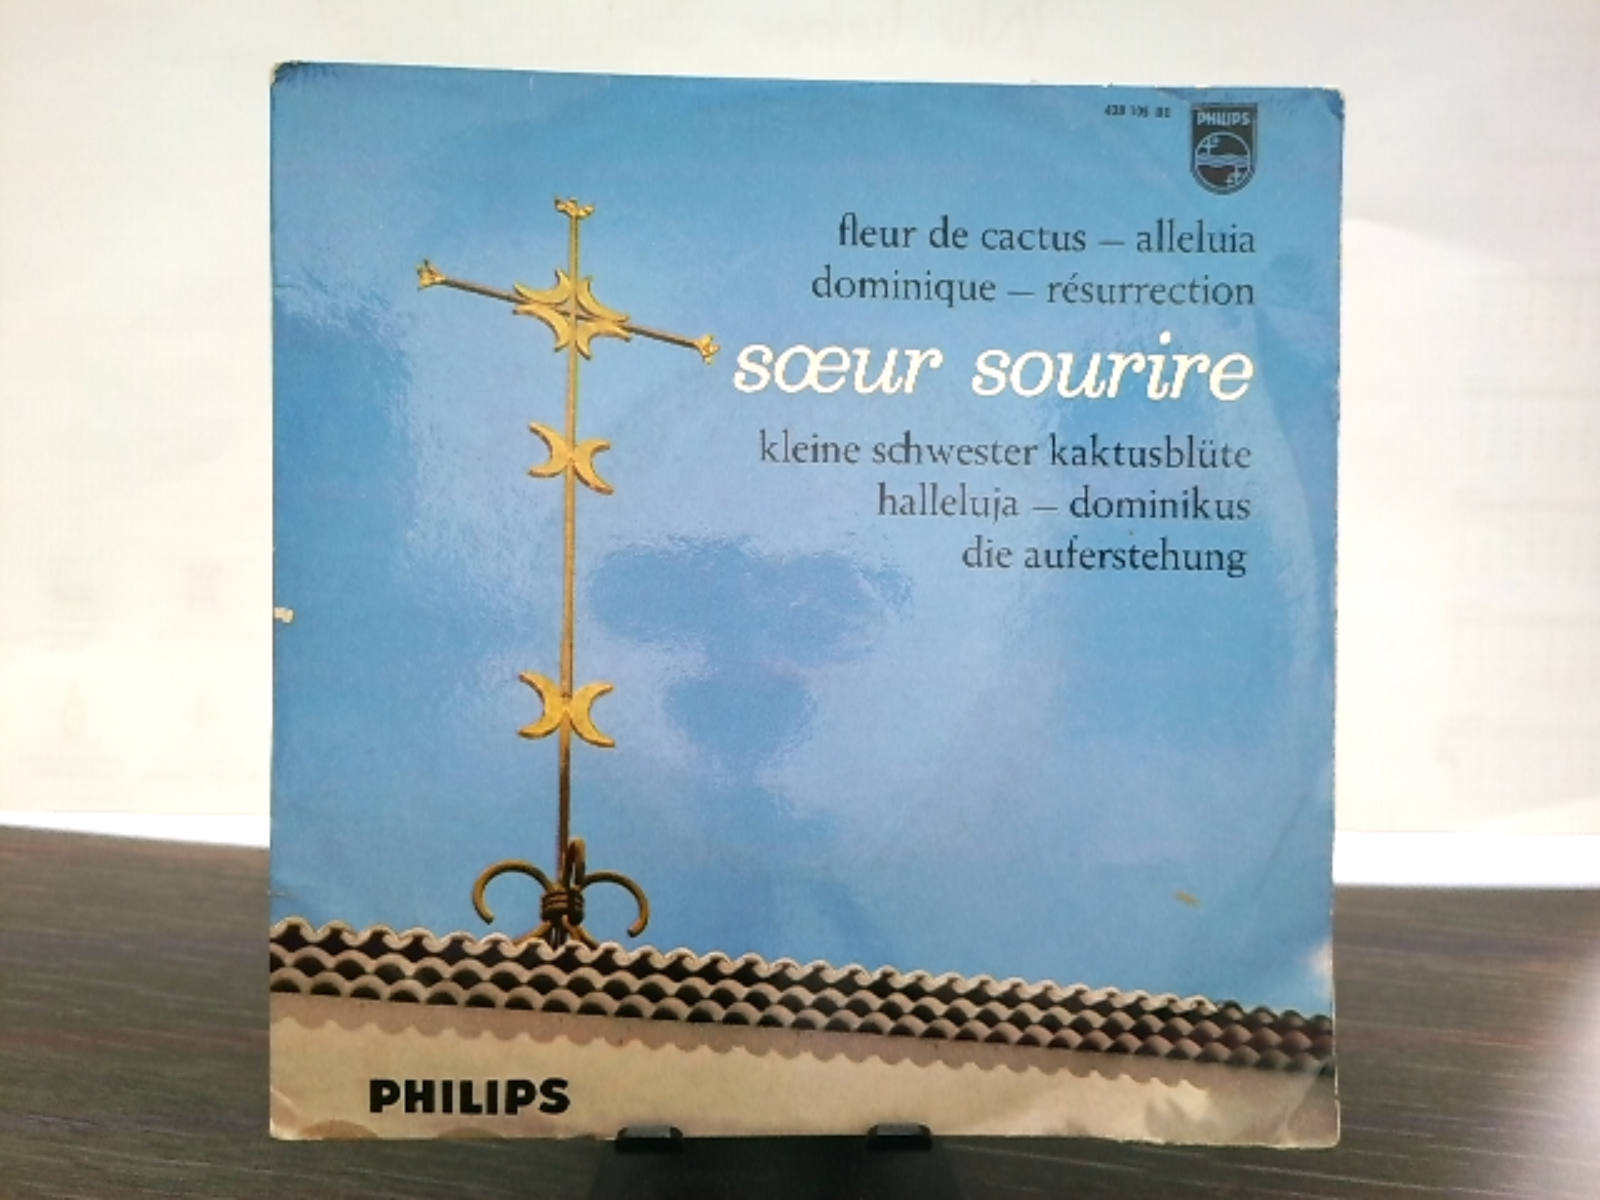 PHILIPS
fleur de cactus – alleluia
dominique – résurrection
sœur sourire
kleine schwester kaktusblüte
halleluja – dominikus
die auferstehung
PHILIPS